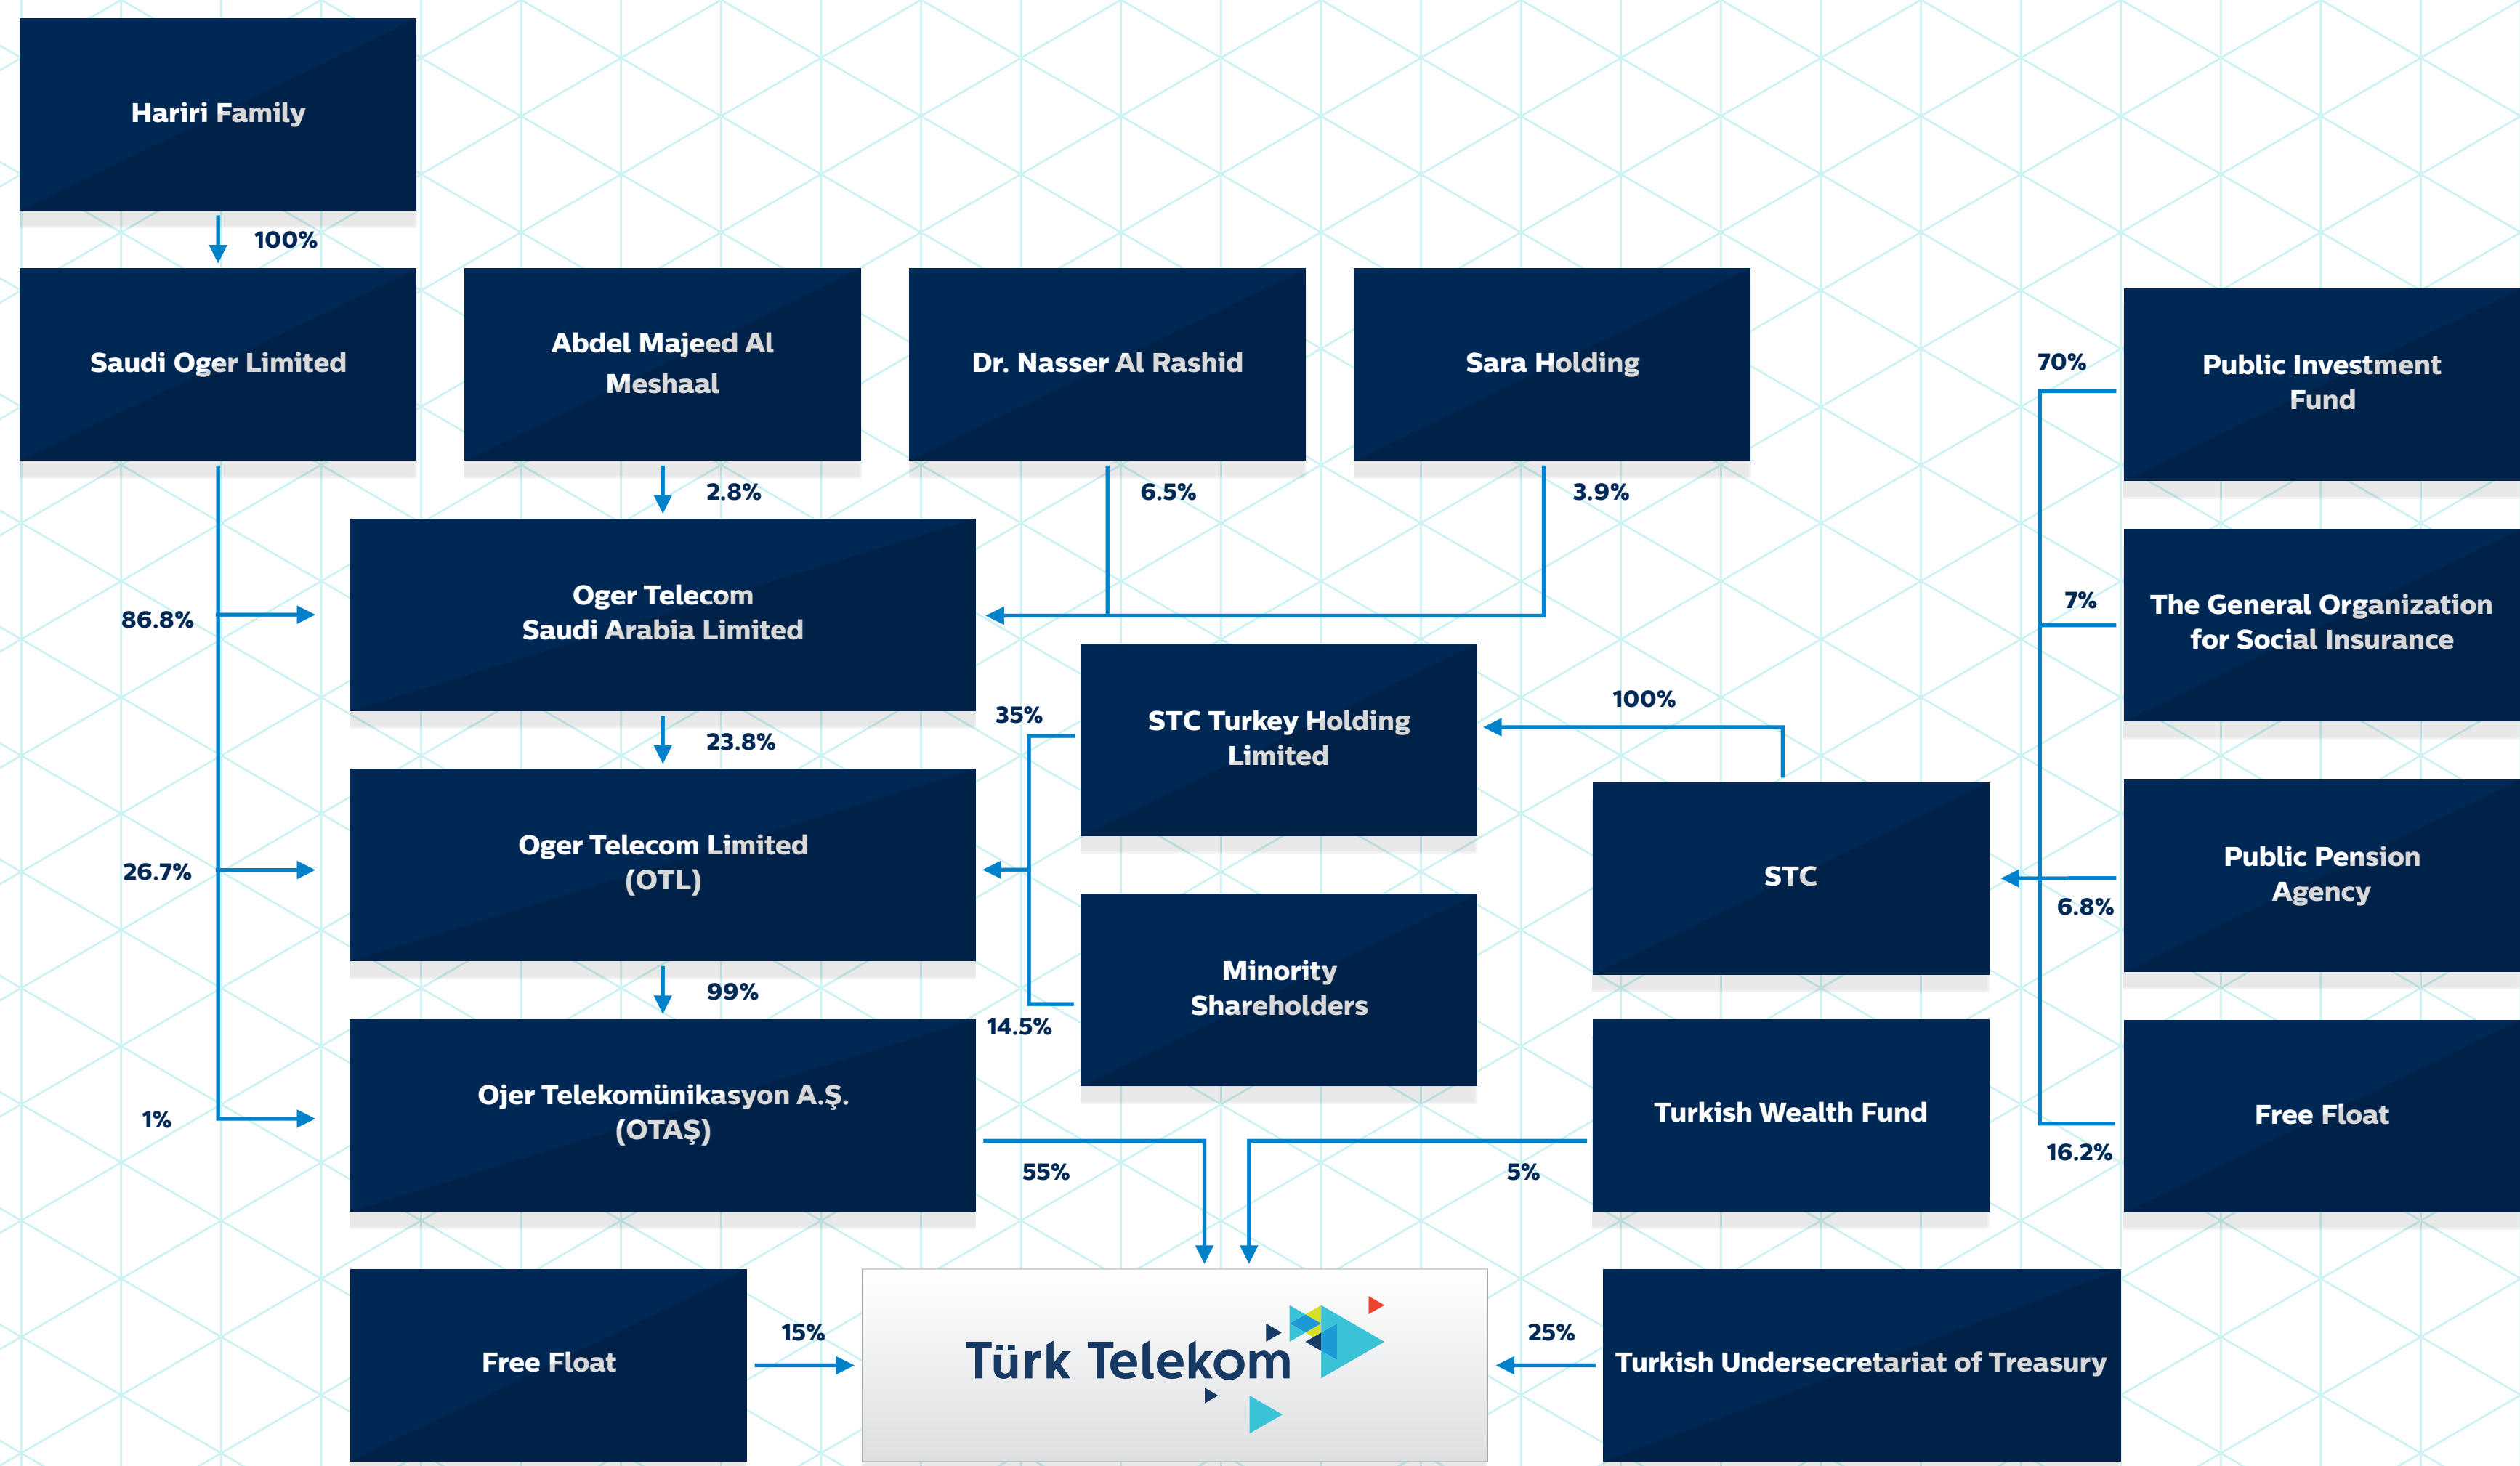 Hariri Family
100%
Saudi Oger Limited
Abdel Majeed Al
Meshaal
Dr. Nasser Al Rashid
Sara Holding
70%
Public Investment
Fund
2.8%
6.5%
3.9%
86.8%
Oger Telecom
Saudi Arabia Limited
7%
The General Organization
for Social Insurance
23.8%
35%
STC Turkey Holding
Limited
100%
26.7%
Oger Telecom Limited
(OTL)
STC
6.8%
Public Pension
Agency
99%
14.5%
Minority
Shareholders
1%
Ojer Telekomünikasyon A.Ş.
(OTAŞ)
55%
5%
Turkish Wealth Fund
16.2%
Free Float
Free Float
15%
Türk Telekom
25%
Turkish Undersecretariat of Treasury